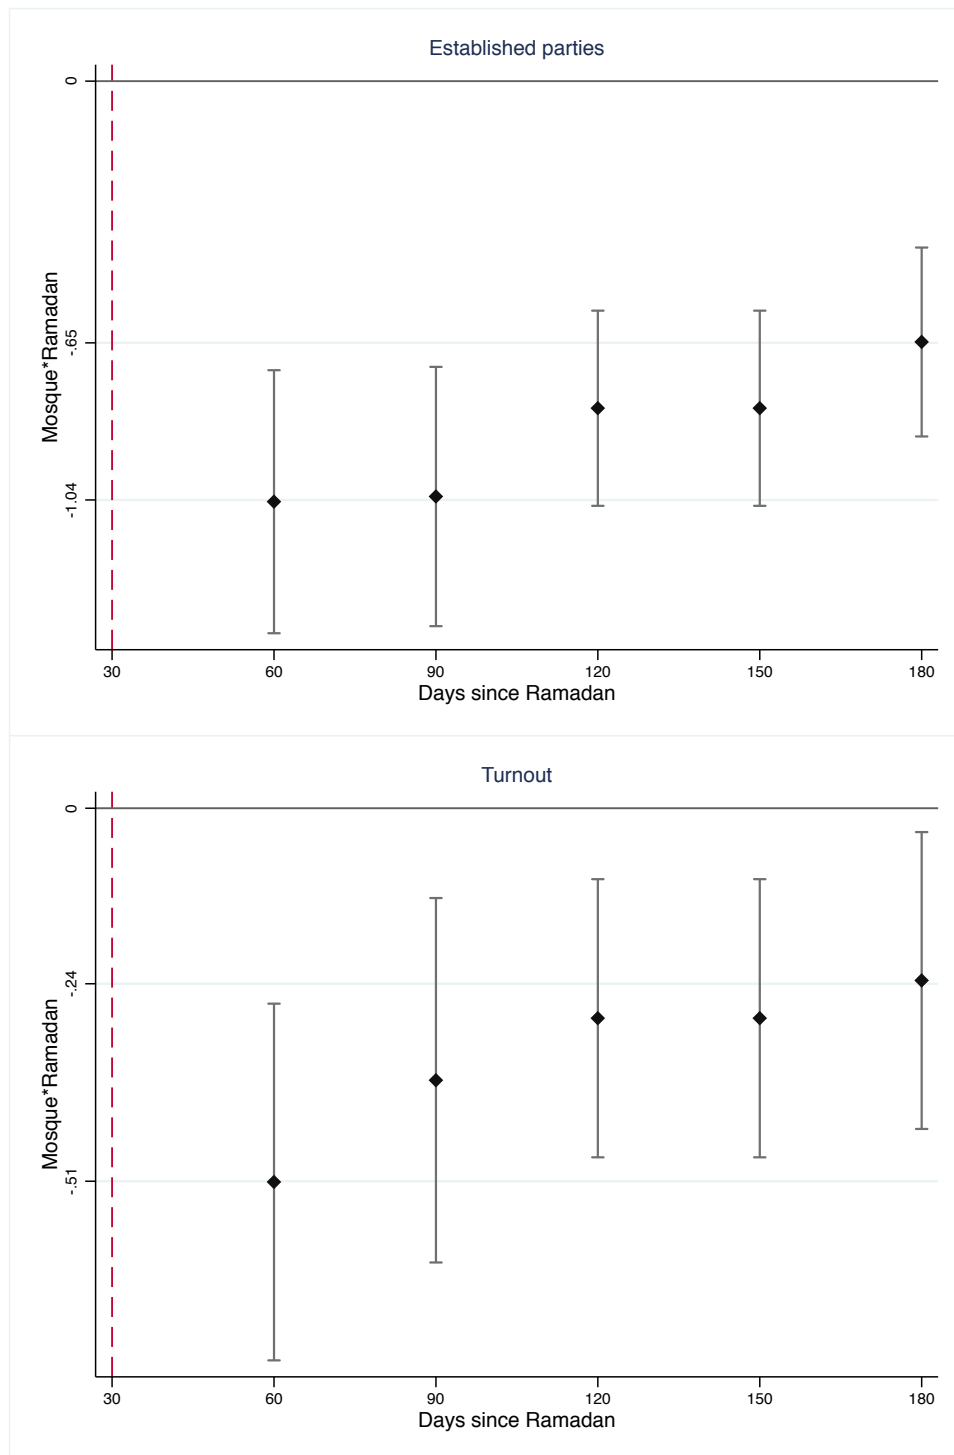 Established parties
0
-.65
-1.04
Mosque*Ramadan
30 60 90 120 150 180
Days since Ramadan
Turnout
0
-.24
-.51
Mosque*Ramadan
30 60 90 120 150 180
Days since Ramadan